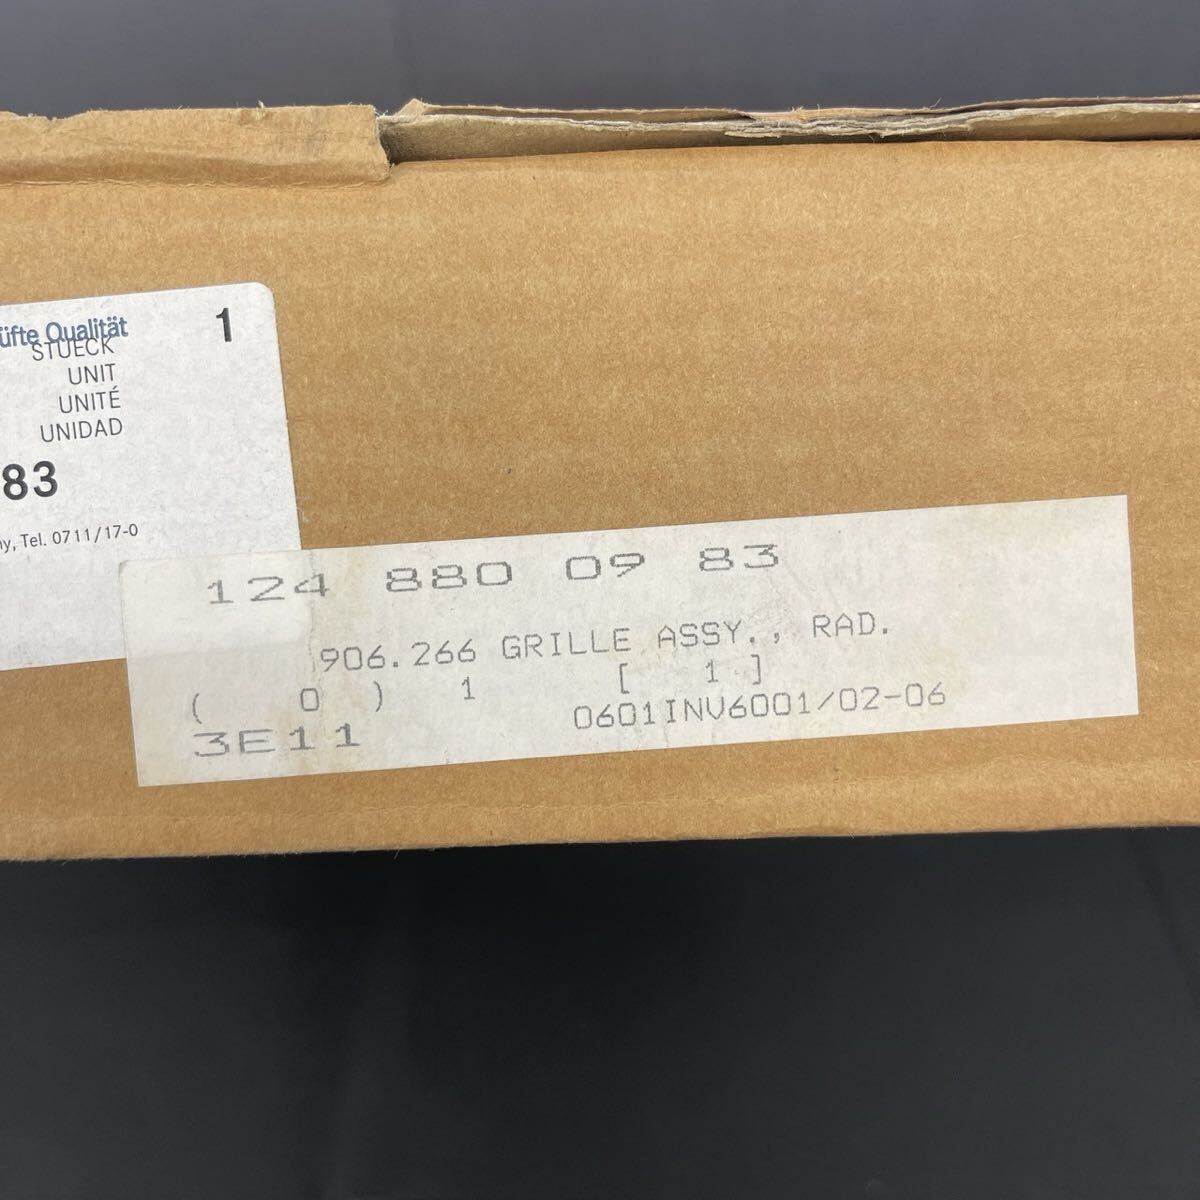 üfte Qualität
1
STUECK
UNIT
UNITÉ
UNIDAD
83
ny, Tel. 0711/17-0
124 880 09 83
906.266 GRILLE ASSY., RAD.
( 0 ) 1 [ 1 ]
3E11 0601INV6001/02-06